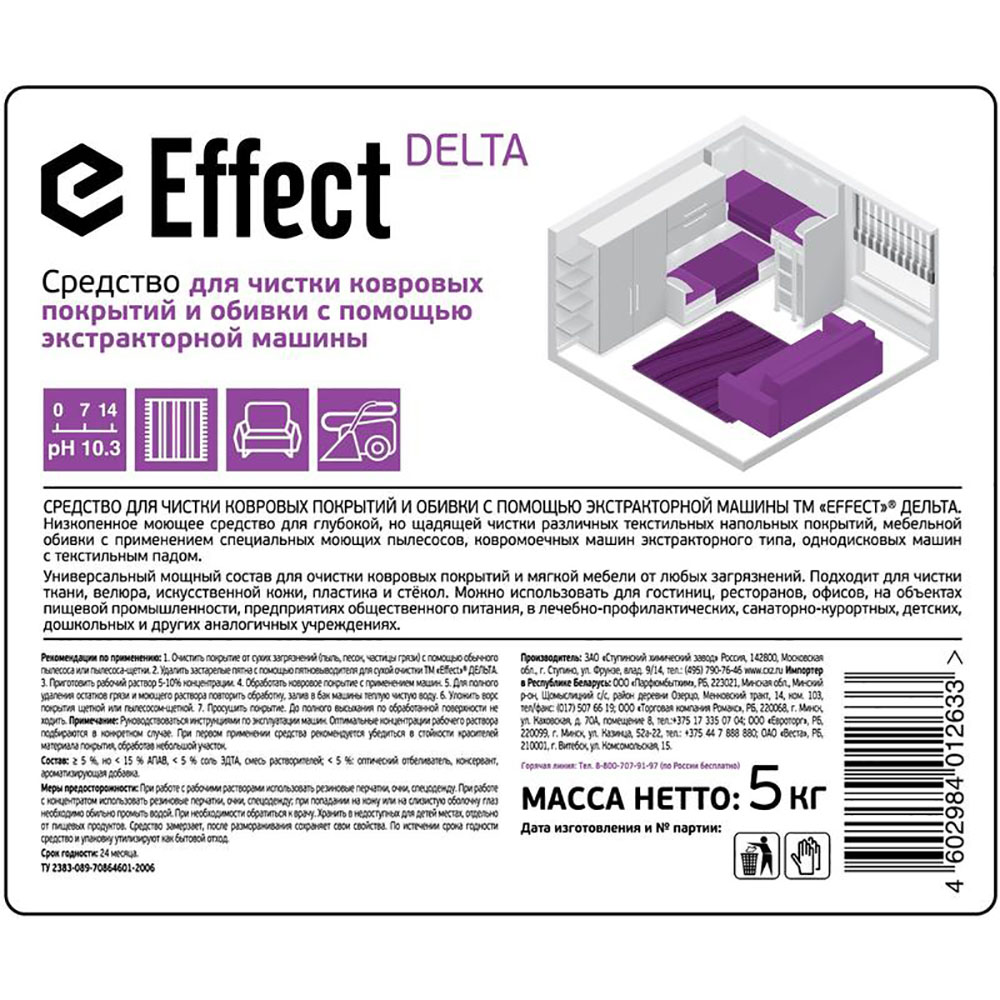 Effect DELTA
Средство для чистки ковровых
покрытий и обивки с помощью
экстракторной машины
0 7 14
pH 10.3
СРЕДСТВО ДЛЯ ЧИСТКИ КОВРОВЫХ ПОКРЫТИЙ И ОБИВКИ С ПОМОЩЬЮ ЭКСТРАКТОРНОЙ МАШИНЫ ТМ «EFFECT»® ДЕЛЬТА.
Низкопенное моющее средство для глубокой, но щадящей чистки различных текстильных напольных покрытий, мебельной
обивки с применением специальных моющих пылесосов, ковромоечных машин экстракторного типа, однодисковых машин
с текстильным падом.
Универсальный мощный состав для очистки ковровых покрытий и мягкой мебели от любых загрязнений. Подходит для чистки
ткани, велюра, искусственной кожи, пластика и стёкол. Можно использовать для гостиниц, ресторанов, офисов, на объектах
пищевой промышленности, предприятиях общественного питания, в лечебно-профилактических, санаторно-курортных, детских,
дошкольных и других аналогичных учреждениях.
Рекомендации по применению: 1. Очистить покрытие от сухих загрязнений (пыль, песок, частицы грязи) с помощью обычного
пылесоса или пылесоса-щетки. 2. Удалить застарелые пятна с помощью пятновыводителя для сухой очистки ТМ «Effect»® ДЕЛЬТА.
3. Приготовить рабочий раствор 5-10% концентрации. 4. Обработать ковровое покрытие с применением машин. 5. Для полного
удаления остатков грязи и моющего раствора повторить обработку, залив в бак машины теплую чистую воду. 6. Уложить ворс
покрытия щеткой или пылесосом-щеткой. 7. Просушить покрытие. До полного высыхания по обработанной поверхности не
ходить. Примечание: Руководствоваться инструкциями по эксплуатации машин. Оптимальные концентрации рабочего раствора
подбираются в конкретном случае. При первом применении средства рекомендуется убедиться в стойкости красителей
материала покрытия, обработав небольшой участок.
Состав: ≥ 5 %, но < 15 % АПАВ, < 5 % соль ЭДТА, смесь растворителей; < 5 %: оптический отбеливатель, консервант,
ароматизирующая добавка.
Меры предосторожности: При работе с рабочими растворами использовать резиновые перчатки, очки, спецодежду. При работе
с концентратом использовать резиновые перчатки, очки, спецодежду; при попадании на кожу или на слизистую оболочку глаз
необходимо обильно промыть водой. При необходимости обратиться к врачу. Хранить в недоступных для детей местах, отдельно
от пищевых продуктов. Средство замерзает, после размораживания сохраняет свои свойства. По истечении срока годности
средство и упаковку утилизируют как бытовой отход.
Срок годности: 24 месяца.
ТУ 2383-089-70864601-2006
Производитель: ЗАО «Ступинский химический завод» Россия, 142800, Московская
обл., г. Ступино, ул. Фрунзе, влад. 9/14, тел.: (495) 790-76-46 www.cxz.ru Импортер
в Республике Беларусь: ООО «Парфюмбытхим», РБ, 223021, Минская обл., Минский
р-он, Щомыслицкий с/с, район деревни Озерцо, Менковский тракт, 14, ком. 103,
тел/факс: (017) 507 66 19; ООО «Торговая компания Романс», РБ, 220068, г. Минск,
ул. Каховская, д. 70А, помещение 8, тел.:+375 17 335 07 04; ООО «Евроторг», РБ,
220099, г. Минск, ул. Казинца, 52а-22, тел.: +375 44 7 888 880; ОАО «Веста», РБ,
210001, г. Витебск, ул. Комсомольская, 15.
Горячая линия: Тел. 8-800-707-91-97 (по России бесплатно)
МАССА НЕТТО: 5 КГ
Дата изготовления и № партии:
4 602984 012633 >